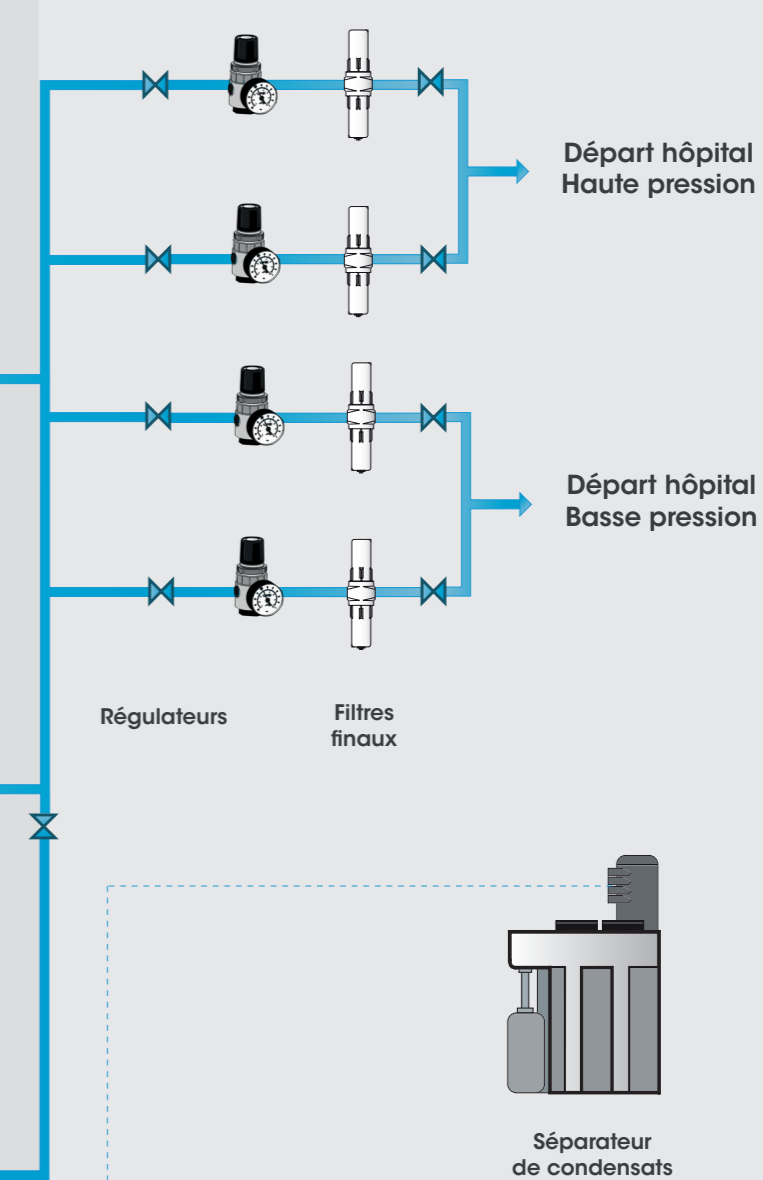 Départ hôpital
Haute pression
Départ hôpital
Basse pression
Régulateurs
Filtres
finaux
Séparateur
de condensats